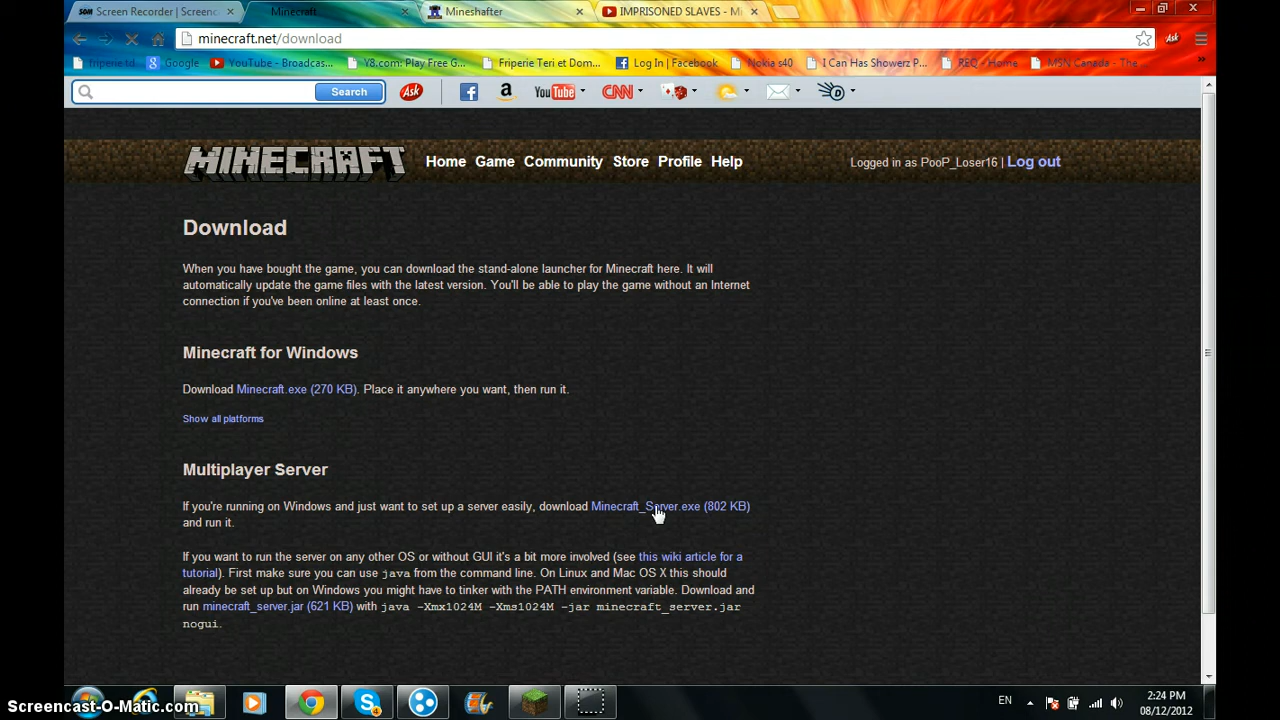 Screen Recorder | Screenc
Minecraft
Mineshafter
IMPRISONED SLAVES - Mi
minecraft.net/download
Ask
friperie td
Google
YouTube - Broadcas...
Y8.com: Play Free G...
Friperie Teri et Dom...
Log In | Facebook
Nokia s40
I Can Has Showerz P...
REQ - Home
MSN Canada - The ...
Search
Ask
YouTube
CNN
MINECRAFT
Home Game Community Store Profile Help
Logged in as PooP_Loser16 | Log out
Download
When you have bought the game, you can download the stand-alone launcher for Minecraft here. It will
automatically update the game files with the latest version. You'll be able to play the game without an Internet
connection if you've been online at least once.
Minecraft for Windows
Download Minecraft.exe (270 KB). Place it anywhere you want, then run it.
Show all platforms
Multiplayer Server
If you're running on Windows and just want to set up a server easily, download Minecraft_Server.exe (802 KB)
and run it.
If you want to run the server on any other OS or without GUI it's a bit more involved (see this wiki article for a
tutorial). First make sure you can use java from the command line. On Linux and Mac OS X this should
already be set up but on Windows you might have to tinker with the PATH environment variable. Download and
run minecraft_server.jar (621 KB) with java -Xmx1024M -Xms1024M -jar minecraft_server.jar
nogui.
EN
2:24 PM
08/12/2012
Screencast-O-Matic.com